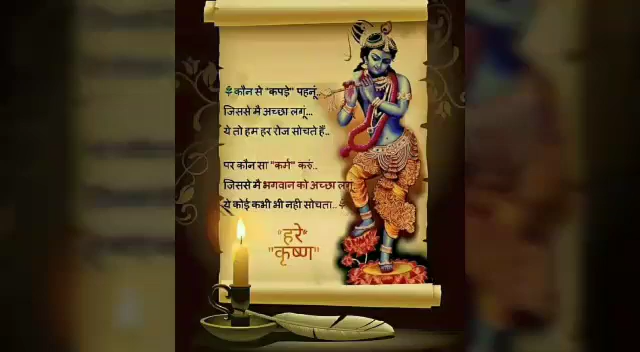 कौन से "कपड़े" पहनूं..
जिससे मै अच्छा लगूं...
ये तो हम हर रोज सोचते हैं..
पर कौन सा "कर्म" करुं..
जिससे मै भगवान को अच्छा लगू
ये कोई कभी भी नही सोचता..
"हरे"
"कृष्ण"